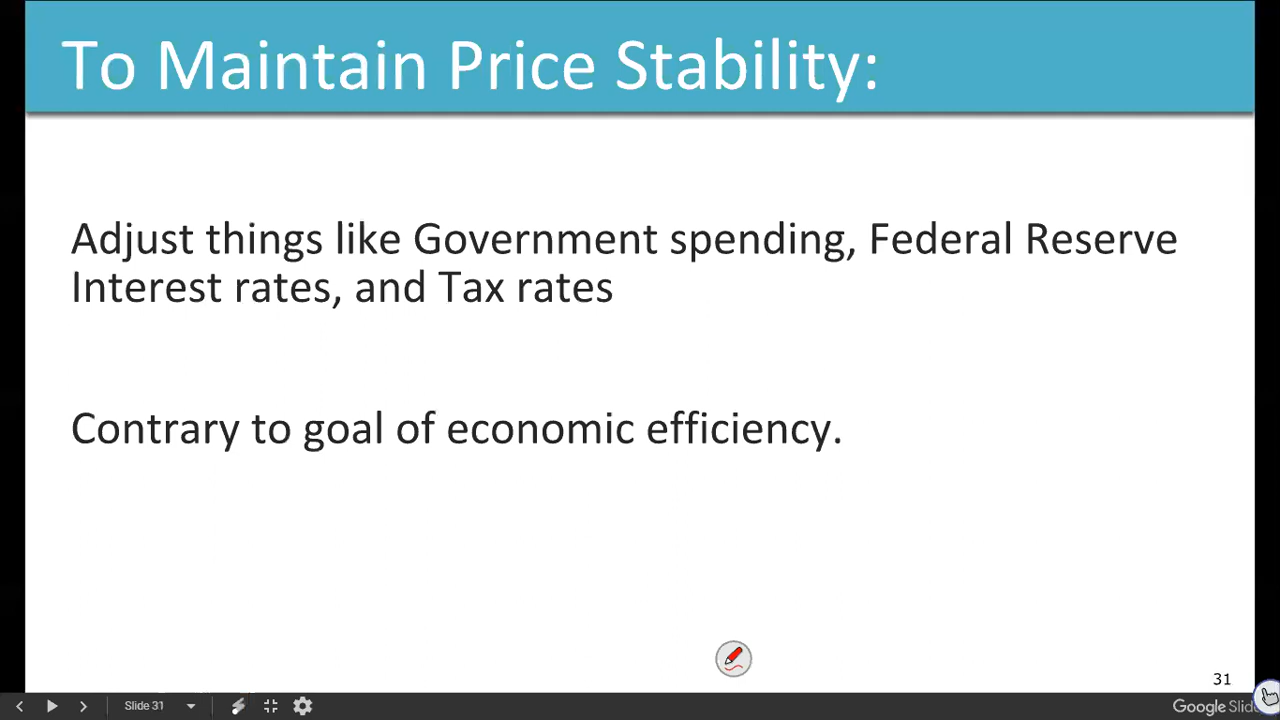 To Maintain Price Stability:
Adjust things like Government spending, Federal Reserve
Interest rates, and Tax rates
Contrary to goal of economic efficiency.
31
Slide 31
Google Slid